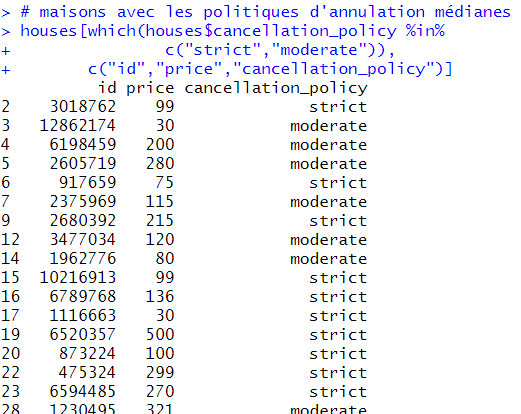 > # maisons avec les politiques d'annulation médianes
> houses[which(houses$cancellation_policy %in%
+ c("strict","moderate")),
+ c("id","price","cancellation_policy")]
id price cancellation_policy
2 3018762 99 strict
3 12862174 30 moderate
4 6198459 200 moderate
5 2605719 280 moderate
6 917659 75 strict
7 2375969 115 moderate
9 2680392 215 strict
12 3477034 120 moderate
14 1962776 80 moderate
15 10216913 99 strict
16 6789768 136 strict
17 1116663 30 strict
19 6520357 500 strict
20 873224 100 strict
22 475324 299 strict
23 6594485 270 strict
28 1230495 321 moderate